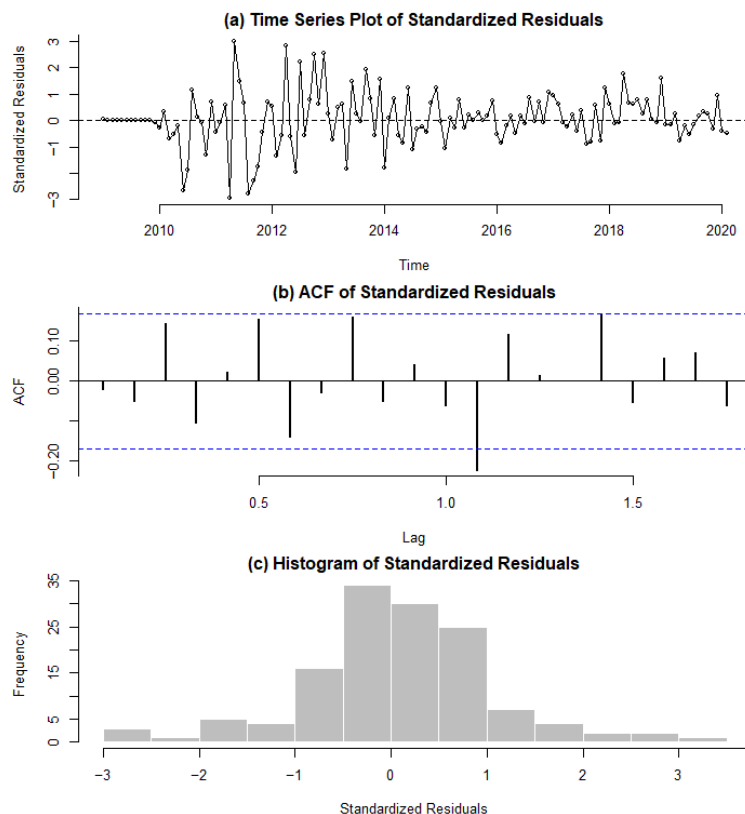 (a) Time Series Plot of Standardized Residuals
Standardized Residuals
3
2
1
0
−1
−3
2010 2012 2014 2016 2018 2020
Time
(b) ACF of Standardized Residuals
ACF
0.10
0.00
−0.20
0.5 1.0 1.5
Lag
(c) Histogram of Standardized Residuals
Frequency
35
15
5
0
−3 −2 −1 0 1 2 3
Standardized Residuals